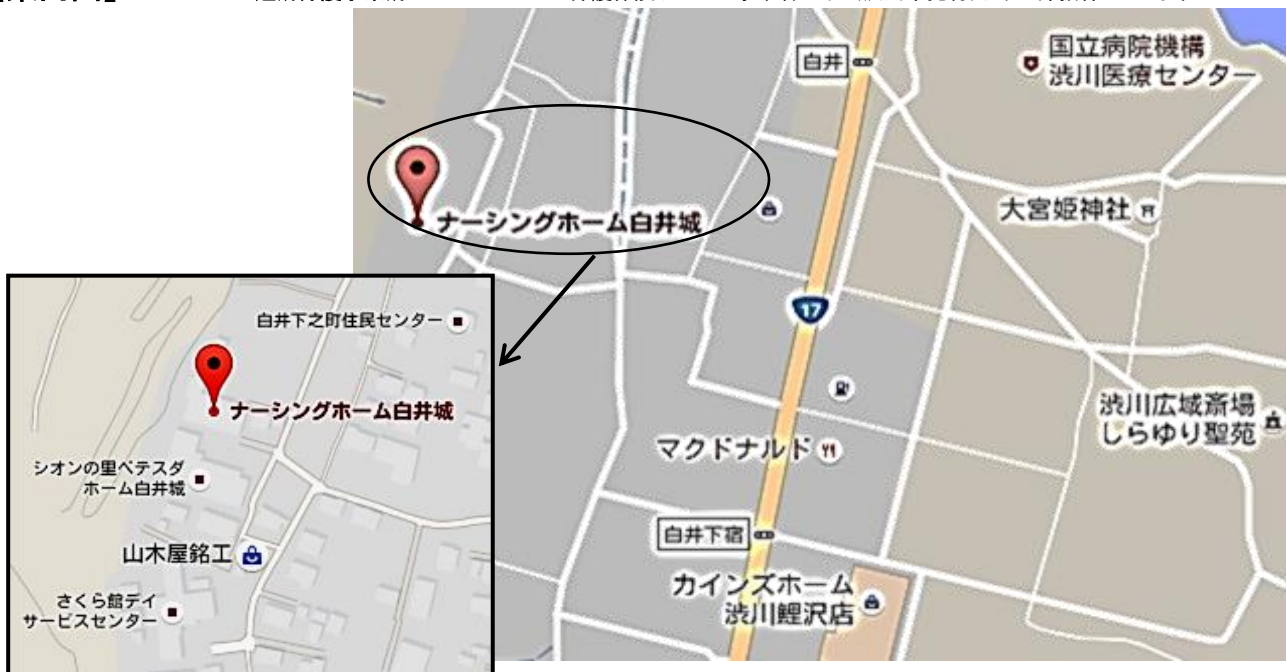 白井
国立病院機構
渋川医療センター
大宮姫神社
ナーシングホーム白井城
17
渋川広域斎場
しらゆり聖苑
マクドナルド
白井下宿
カインズホーム
渋川鯉沢店
白井下之町住民センター
ナーシングホーム白井城
シオンの里ベテスダ
ホーム白井城
山木屋銘工
さくら館デイ
サービスセンター